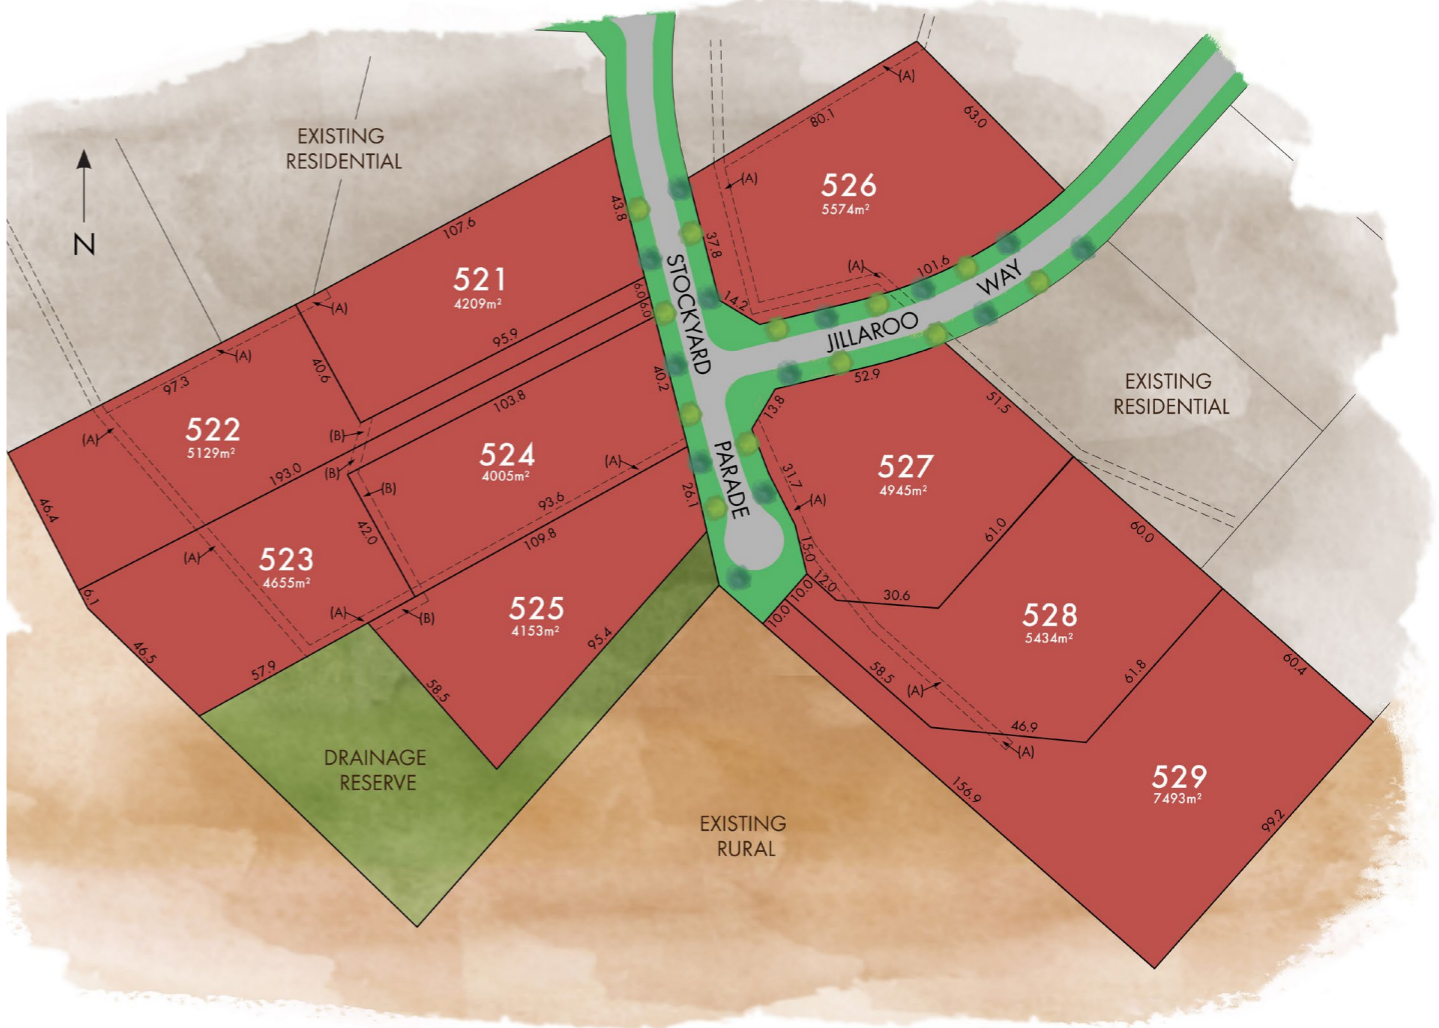 EXISTING
RESIDENTIAL
N
(A)
80.1
63.0
(A)
526
5574m²
43.8
107.6
37.8
521
4209m²
(A)
(A)
STOCKYARD
PARADE
JILLAROO
WAY
101.6
(A)
14.2
6.0
6.0
95.9
40.6
97.3
522
5129m²
(A)
(B)
(B)
193.0
46.4
103.8
40.2
524
4005m²
(A)
(B)
93.6
42.0
26.1
109.8
523
4655m²
(A)
(A)
(B)
6.1
46.5
57.9
525
4153m²
95.4
58.5
52.9
13.8
51.5
EXISTING
RESIDENTIAL
527
4945m²
31.7
(A)
61.0
60.0
15.0
12.0
10.0
10.0
30.6
528
5434m²
58.5
(A)
61.8
60.4
46.9
(A)
529
7493m²
156.9
99.2
DRAINAGE
RESERVE
EXISTING
RURAL